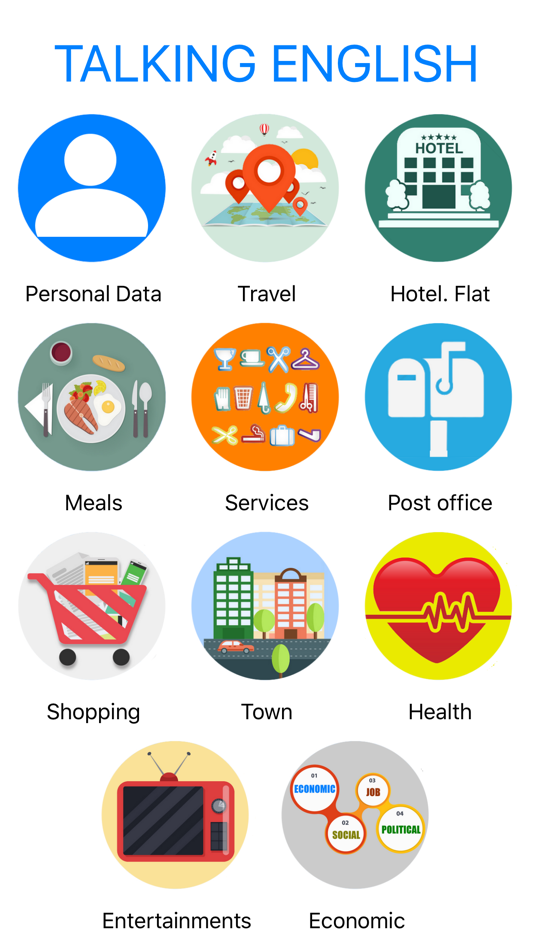 TALKING ENGLISH
HOTEL
Personal Data
Travel
Hotel. Flat
Meals
Services
Post office
Shopping
Town
Health
01
ECONOMIC
02
SOCIAL
03
JOB
04
POLITICAL
Entertainments
Economic